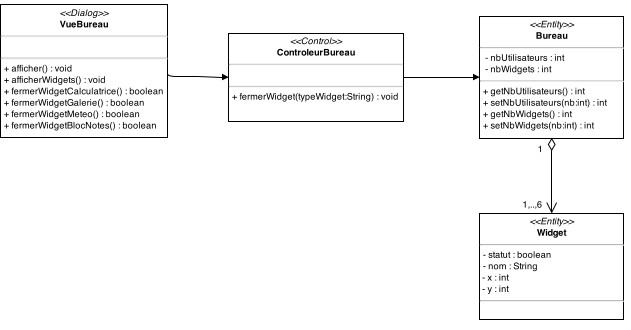 <<Dialog>>
VueBureau
+ afficher() : void
+ afficherWidgets() : void
+ fermerWidgetCalculatrice() : boolean
+ fermerWidgetGalerie() : boolean
+ fermerWidgetMeteo() : boolean
+ fermerWidgetBlocNotes() : boolean
<<Control>>
ControleurBureau
+ fermerWidget(typeWidget:String) : void
<<Entity>>
Bureau
- nbUtilisateurs : int
- nbWidgets : int
+ getNbUtilisateurs() : int
+ setNbUtilisateurs(nb:int) : int
+ getNbWidgets() : int
+ setNbWidgets(nb:int) : int
1
1,..,6
<<Entity>>
Widget
- statut : boolean
- nom : String
- x : int
- y : int